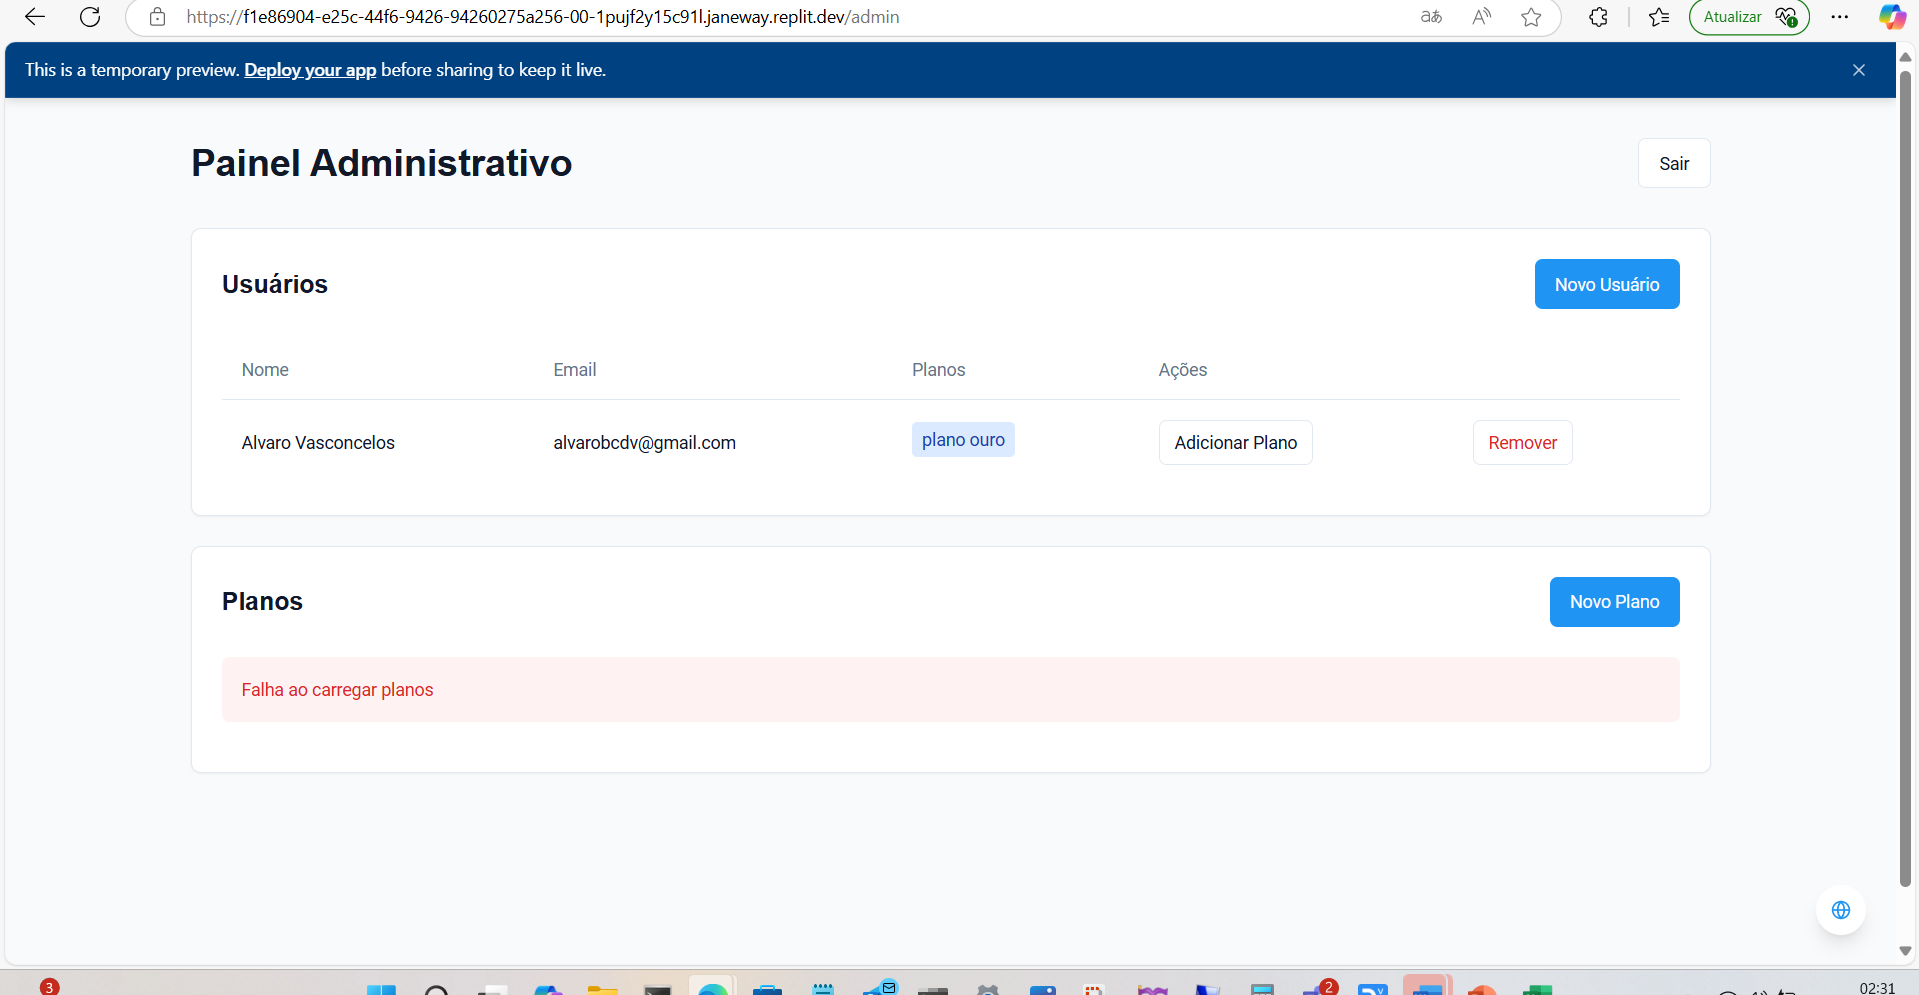 https://f1e86904-e25c-44f6-9426-94260275a256-00-1pujf2y15c91l.janeway.replit.dev/admin
aあ
A
Atualizar
This is a temporary preview. Deploy your app before sharing to keep it live.
Painel Administrativo
Sair
Usuários
Novo Usuário
Nome Email Planos Ações
Alvaro Vasconcelos alvarobcdv@gmail.com plano ouro Adicionar Plano Remover
Planos
Novo Plano
Falha ao carregar planos
3
2
02:31